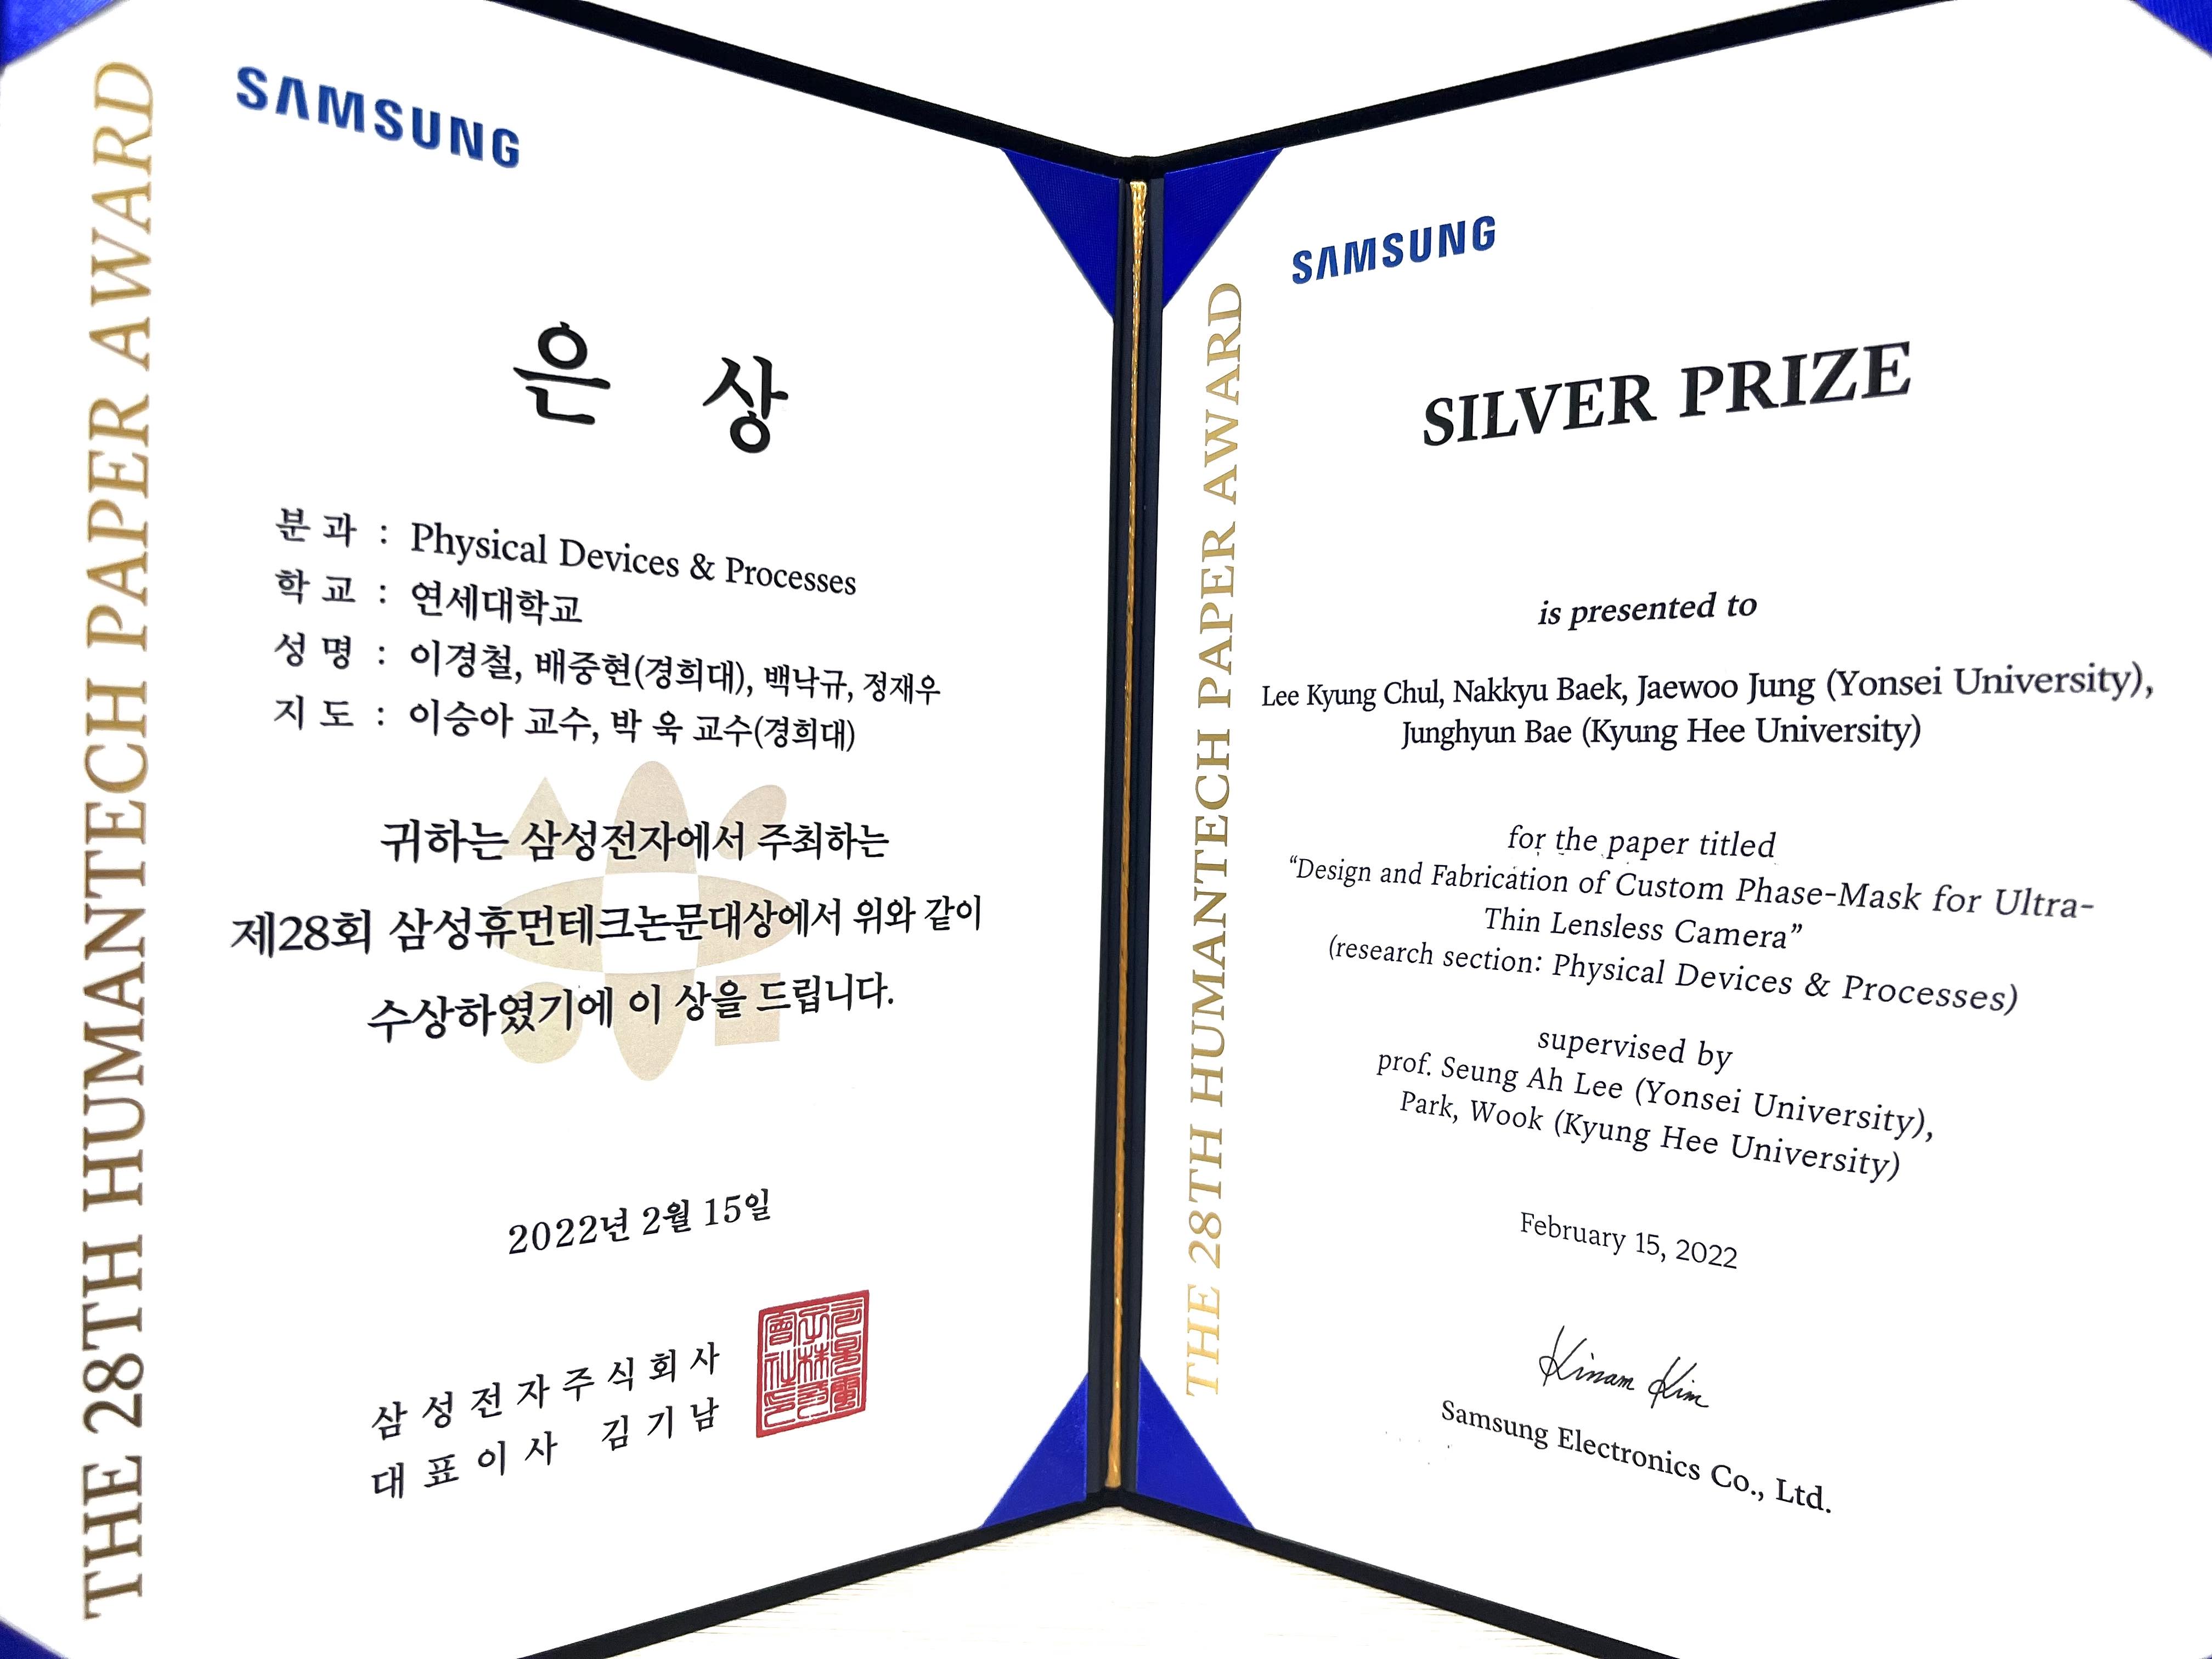 THE 28TH HUMANTECH PAPER AWARD
SAMSUNG
은 상
분 과 : Physical Devices & Processes
학 교 : 연세대학교
성 명 : 이경철, 배중현(경희대), 백낙규, 정재우
지 도 : 이승아 교수, 박 욱 교수(경희대)
귀하는 삼성전자에서 주최하는
제28회 삼성휴먼테크논문대상에서 위와 같이
수상하였기에 이 상을 드립니다.
2022년 2월 15일
삼성전자주식회사
대표이사 김기남
THE 28TH HUMANTECH PAPER AWARD
SAMSUNG
SILVER PRIZE
is presented to
Lee Kyung Chul, Nakkyu Baek, Jaewoo Jung (Yonsei University),
Junghyun Bae (Kyung Hee University)
for the paper titled
“Design and Fabrication of Custom Phase-Mask for Ultra-
Thin Lensless Camera”
(research section: Physical Devices & Processes)
supervised by
prof. Seung Ah Lee (Yonsei University),
Park, Wook (Kyung Hee University)
February 15, 2022
Kinam Kim
Samsung Electronics Co., Ltd.